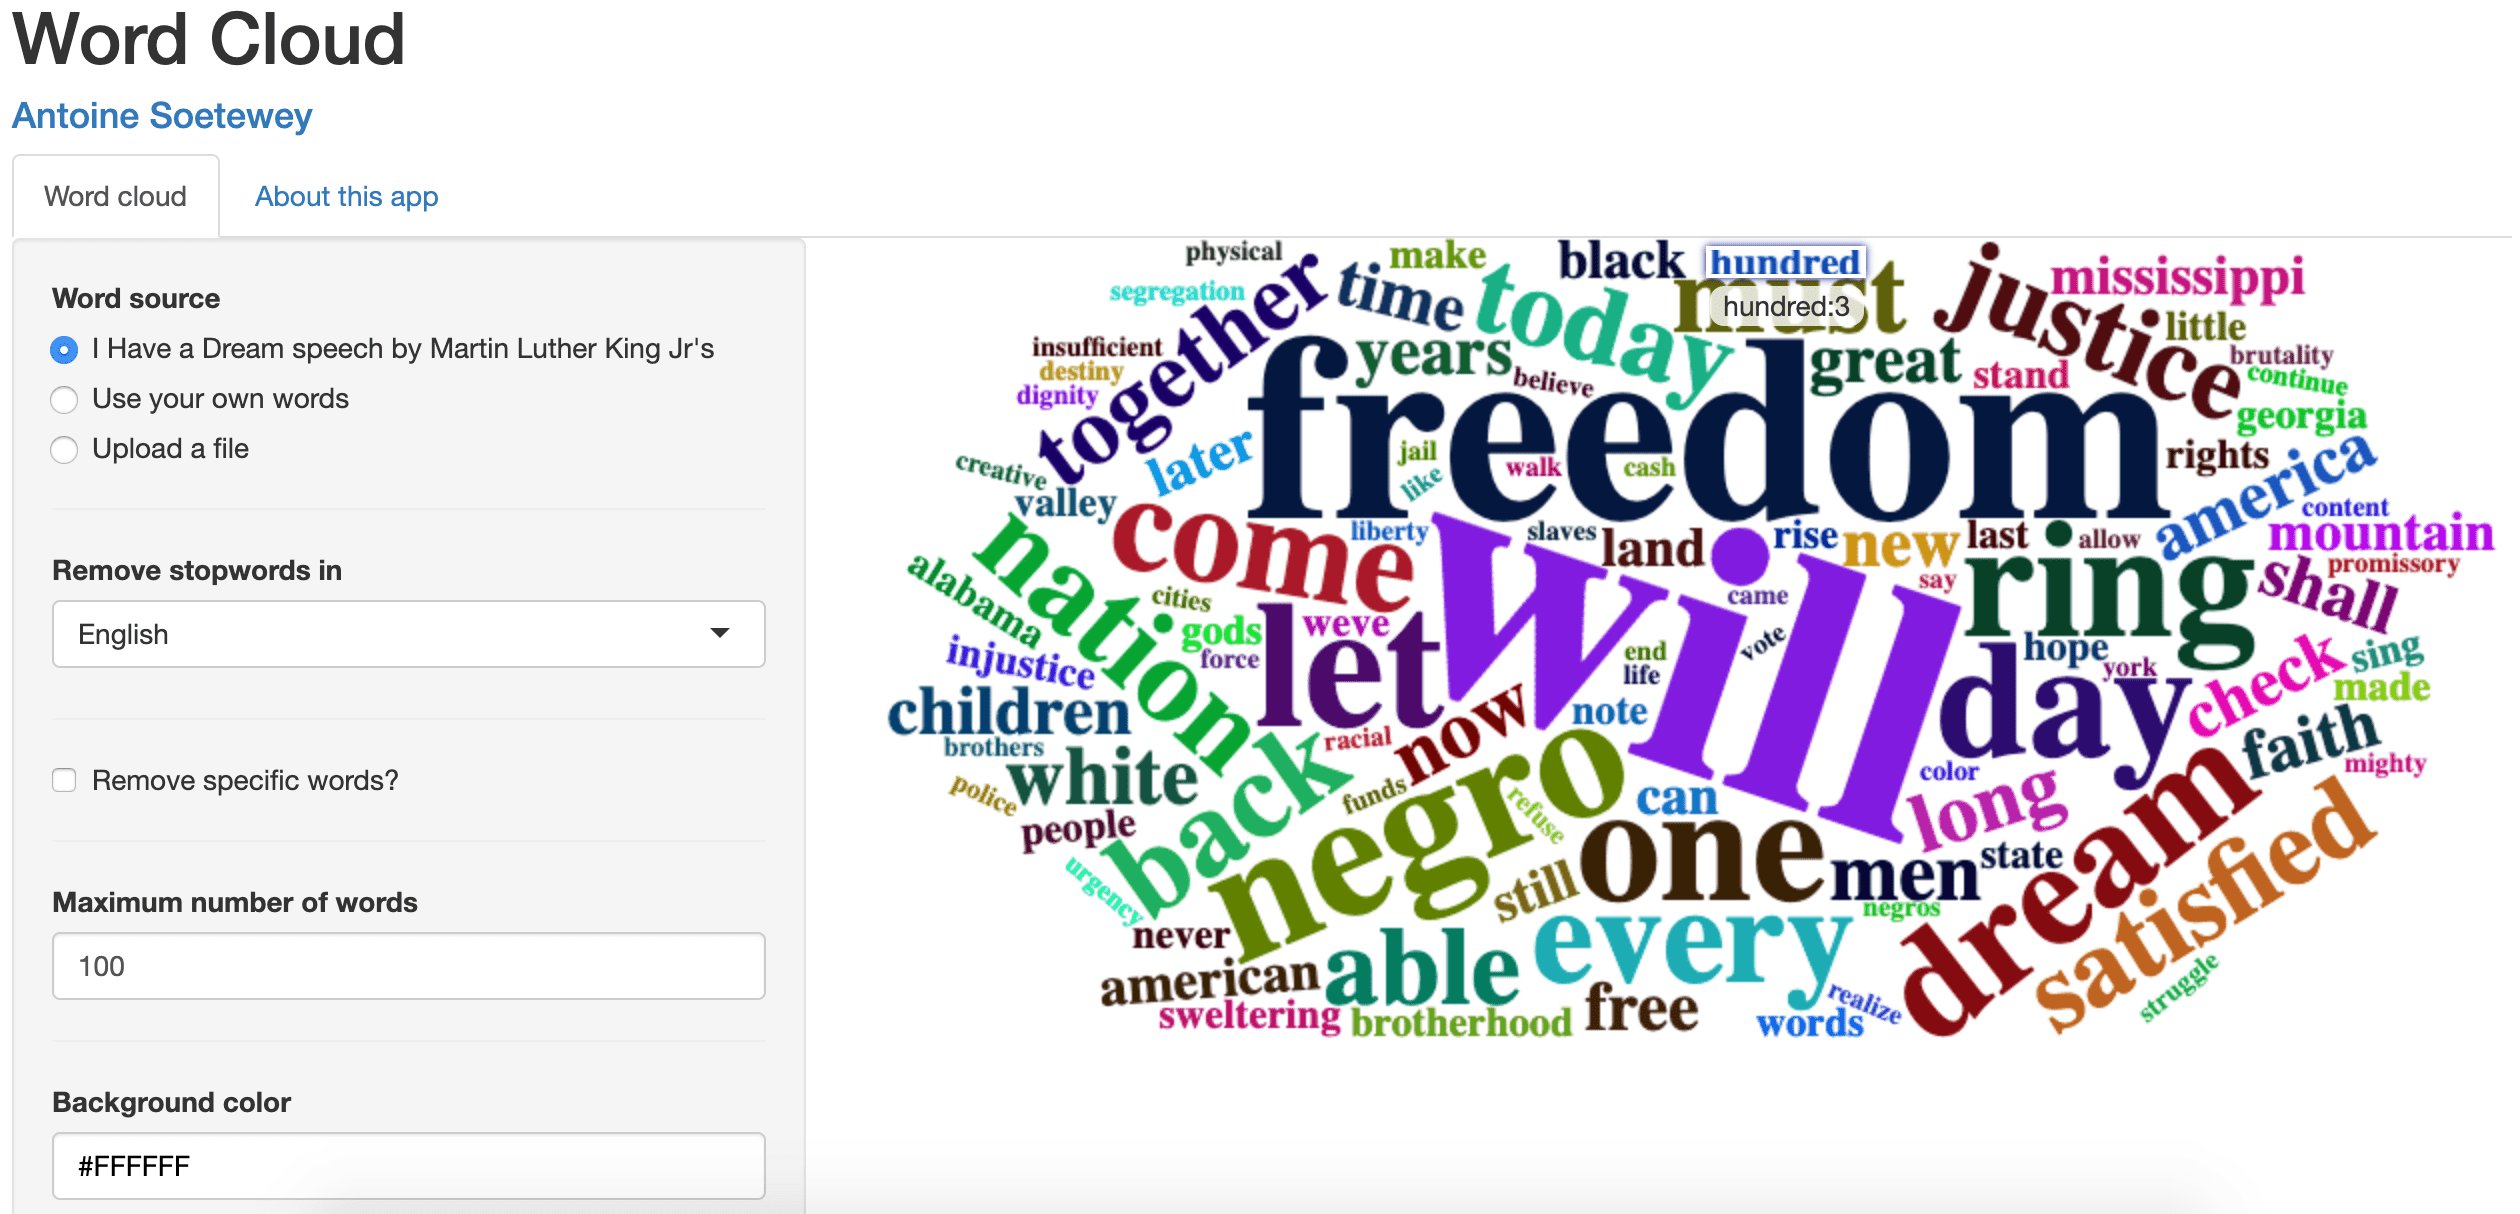 Word Cloud
Antoine Soetewey
Word cloud
About this app
Word source
I Have a Dream speech by Martin Luther King Jr's
Use your own words
Upload a file
Remove stopwords in
English
Remove specific words?
Maximum number of words
100
Background color
#FFFFFF
physical
make
black
hundred
hundred:3
must
justice
mississippi
segregation
together
time
today
little
insufficient
years
believe
great
stand
brutality
destiny
continue
dignity
freedom
georgia
later
jail
walk
cash
like
rights
america
creative
valley
come
liberty
slaves
land
rise
new
last
allow
content
mountain
nation
will
say
ring
promissory
shall
alabama
cities
came
gods
let
weve
vote
hope
sing
injustice
force
end
life
day
york
check
made
children
note
now
brothers
racial
faith
white
back
color
mighty
police
funds
refuse
can
long
dream
people
negro
one
men
state
satisfied
urgency
still
negros
never
every
american
able
struggle
sweltering
brotherhood
free
words
realize